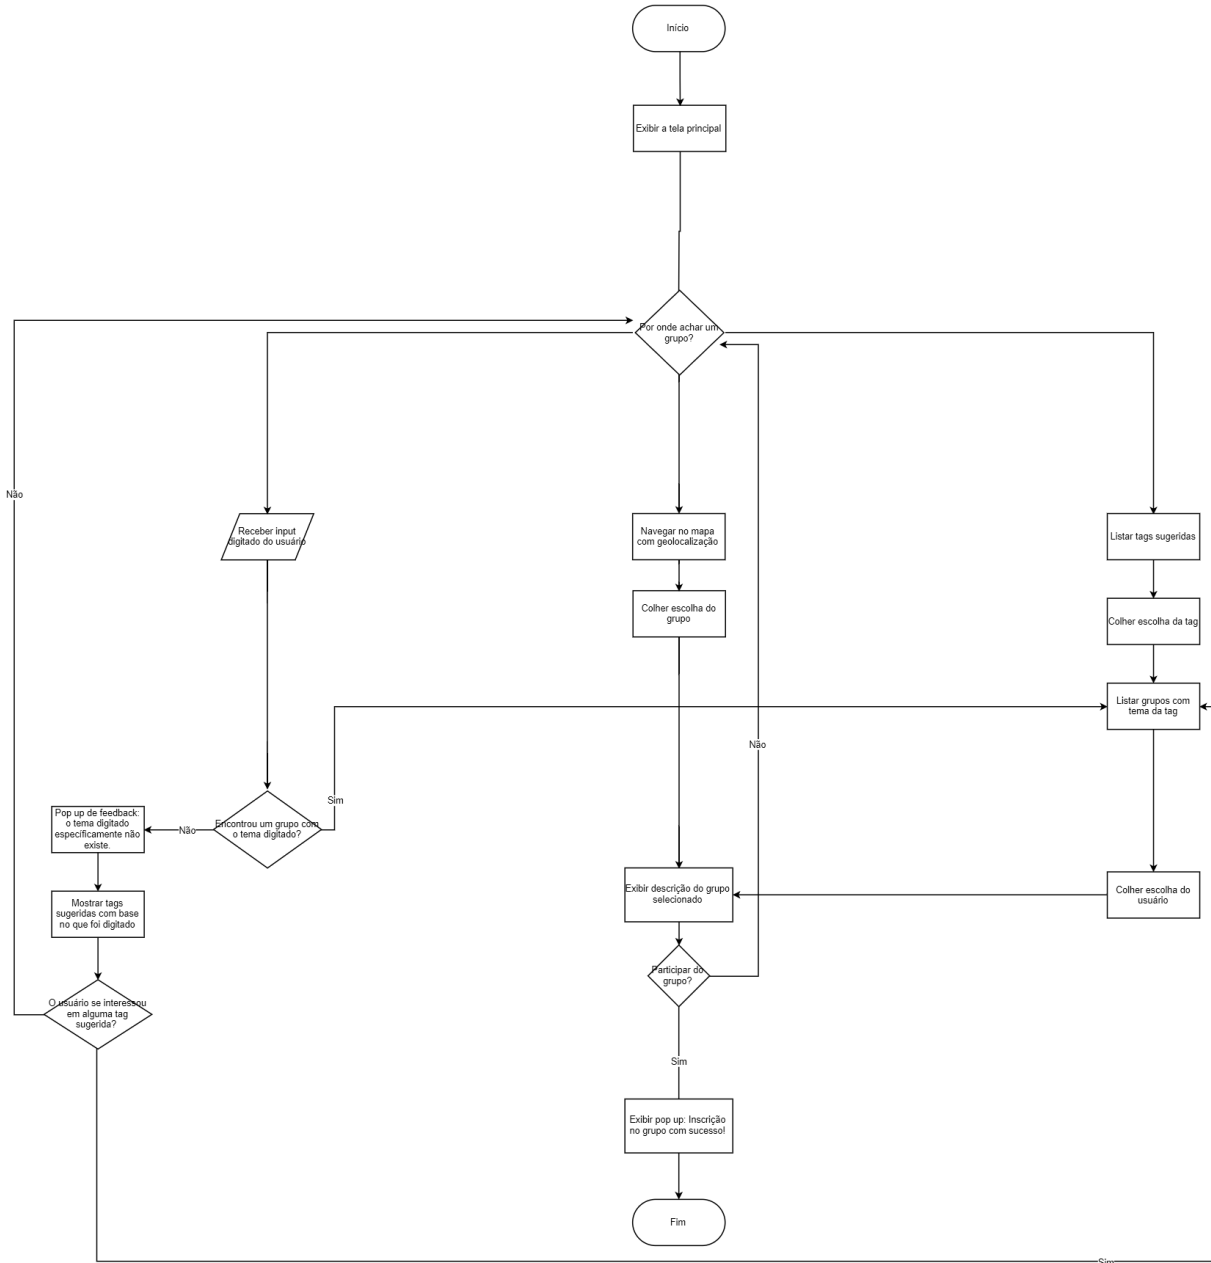 Início
Exibir a tela principal
Por onde achar um
grupo?
Não
Receber input
digitado do usuário
Navegar no mapa
com geolocalização
Listar tags sugeridas
Colher escolha do
grupo
Colher escolha da tag
Listar grupos com
tema da tag
Não
Sim
Pop up de feedback:
o tema digitado
específicamente não
existe.
Não
Encontrou um grupo com
o tema digitado?
Mostrar tags
sugeridas com base
no que foi digitado
Exibir descrição do grupo
selecionado
Colher escolha do
usuário
Participar do
grupo?
O usuário se interessou
em alguma tag
sugerida?
Sim
Exibir pop up: Inscrição
no grupo com sucesso!
Fim
Sim